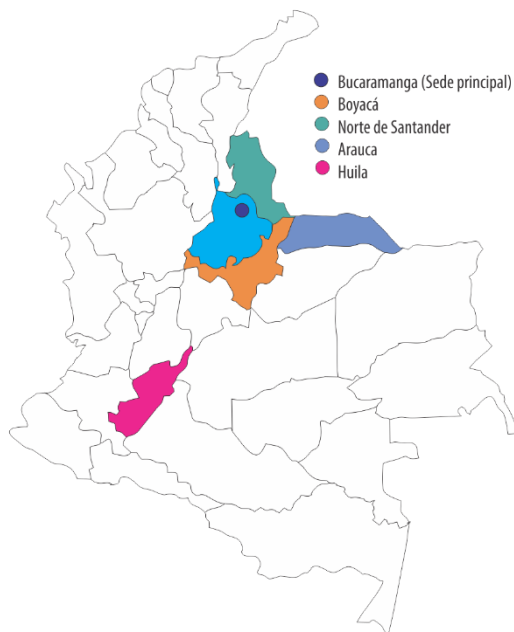 Bucaramanga (Sede principal)
Boyacá
Norte de Santander
Arauca
Huila